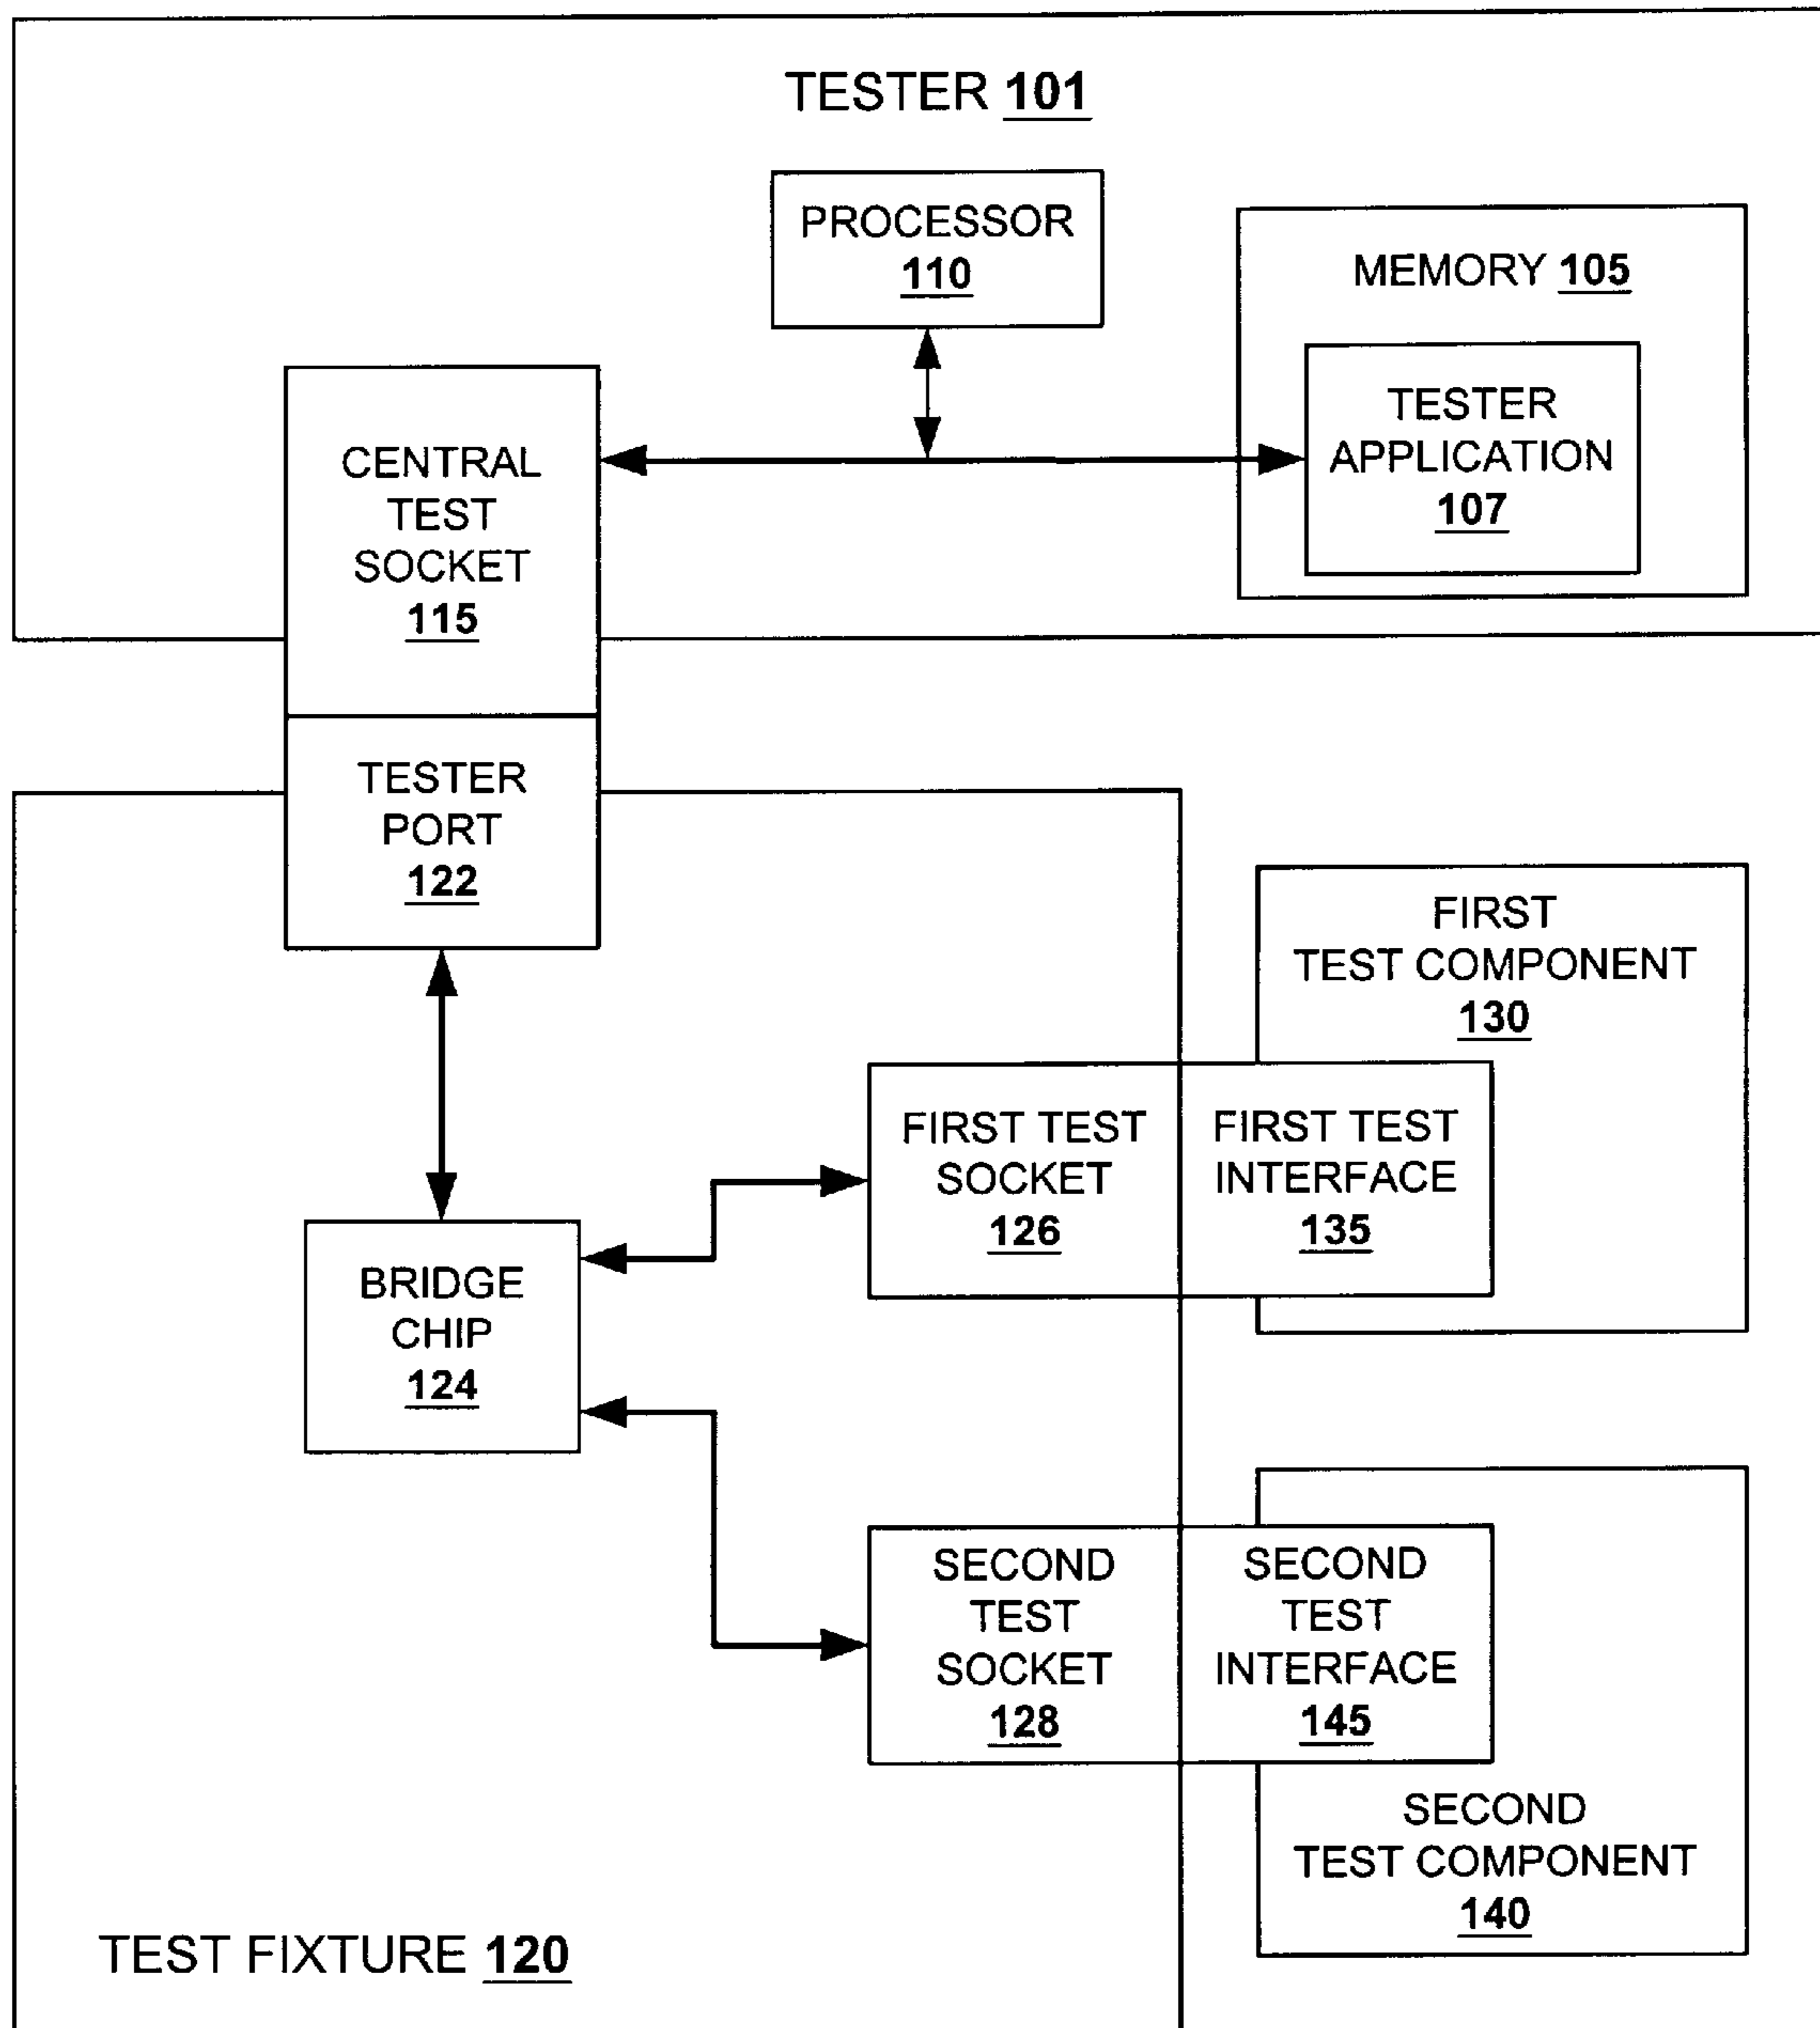 TESTER 101
PROCESSOR
110
MEMORY 105
TESTER
APPLICATION
107
CENTRAL
TEST
SOCKET
115
TESTER
PORT
122
FIRST
TEST COMPONENT
130
FIRST TEST
SOCKET
126
FIRST TEST
INTERFACE
135
BRIDGE
CHIP
124
SECOND
TEST
SOCKET
128
SECOND
TEST
INTERFACE
145
SECOND
TEST COMPONENT
140
TEST FIXTURE 120